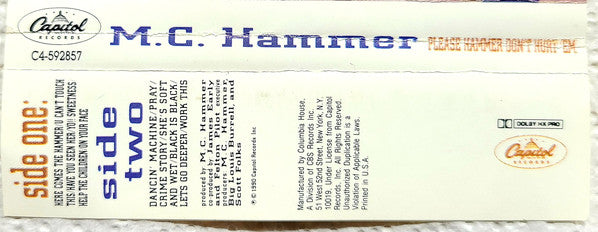 Capitol
RECORDS
C4-592857
M.C. Hammer
PLEASE HAMMER DON'T HURT 'EM
side one:
HERE COMES THE HAMMER/U CAN'T TOUCH
THIS/HAVE YOU SEEN HER/YO!! SWEETNESS/
HELP THE CHILDREN/ON YOUR FACE
side
two
DANCIN' MACHINE/PRAY/
CRIME STORY/SHE'S SOFT
AND WET/BLACK IS BLACK/
LETS GO DEEPER/WORK THIS
produced by M.C. Hammer
co-produced by James Early
and Felton Pilot executive
producers M.C. Hammer,
Big Louis Burrell, and
Scott Folks
℗ © 1990 Capitol Records Inc
Manufactured by Columbia House,
A Division of CBS Records Inc.
51 West 52nd Street, New York, N.Y.
10019, Under License from Capitol
Records, Inc. All Rights Reserved.
Unauthorized Duplication is a
Violation of Applicable Laws.
Printed in U.S.A.
DOLBY HX PRO
Capitol
RECORDS